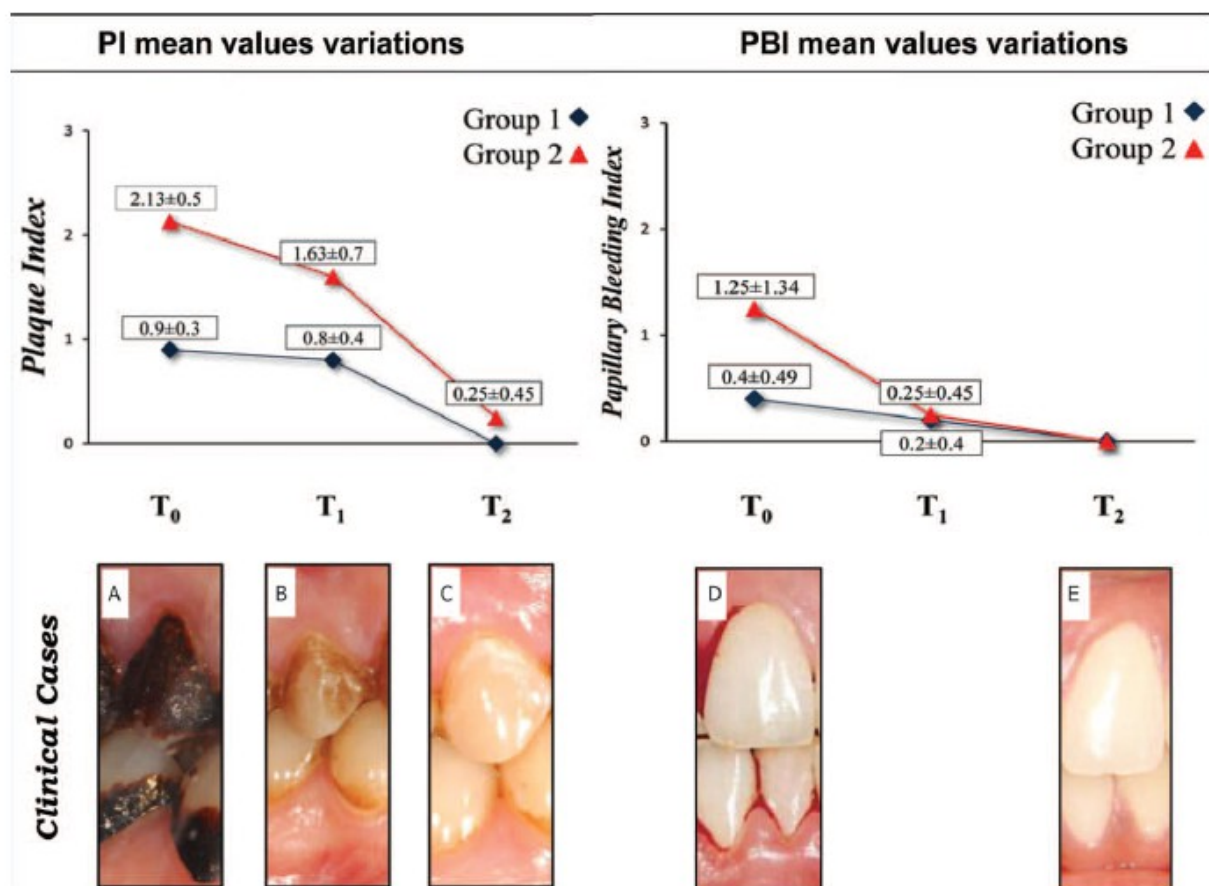 PI mean values variations
PBI mean values variations
Group 1
Group 2
3
2
1
0
Plaque Index
2.13±0.5
1.63±0.7
0.9±0.3
0.8±0.4
0.25±0.45
T0
T1
T2
Group 1
Group 2
3
2
1
0
Papillary Bleeding Index
1.25±1.34
0.4±0.49
0.25±0.45
0.2±0.4
T0
T1
T2
Clinical Cases
A
B
C
D
E